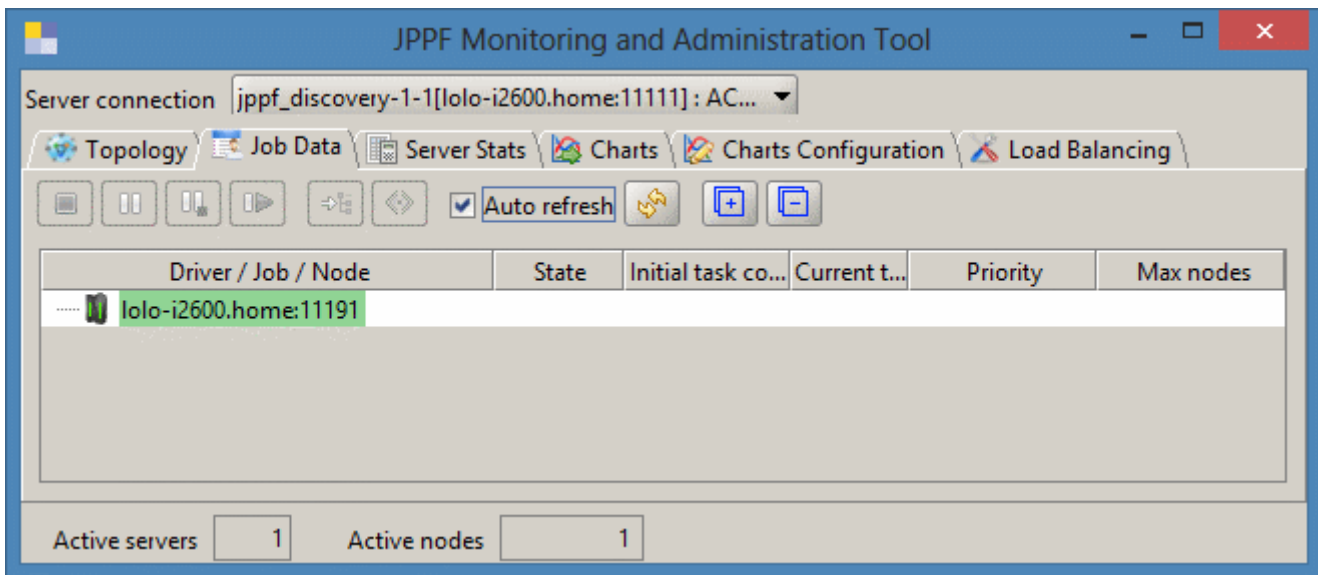 JPPF Monitoring and Administration Tool
Server connection jppf_discovery-1-1[lolo-i2600.home:11111] : AC...
Topology Job Data Server Stats Charts Charts Configuration Load Balancing
Auto refresh
Driver / Job / Node State Initial task co... Current t... Priority Max nodes
lolo-i2600.home:11191
Active servers 1 Active nodes 1